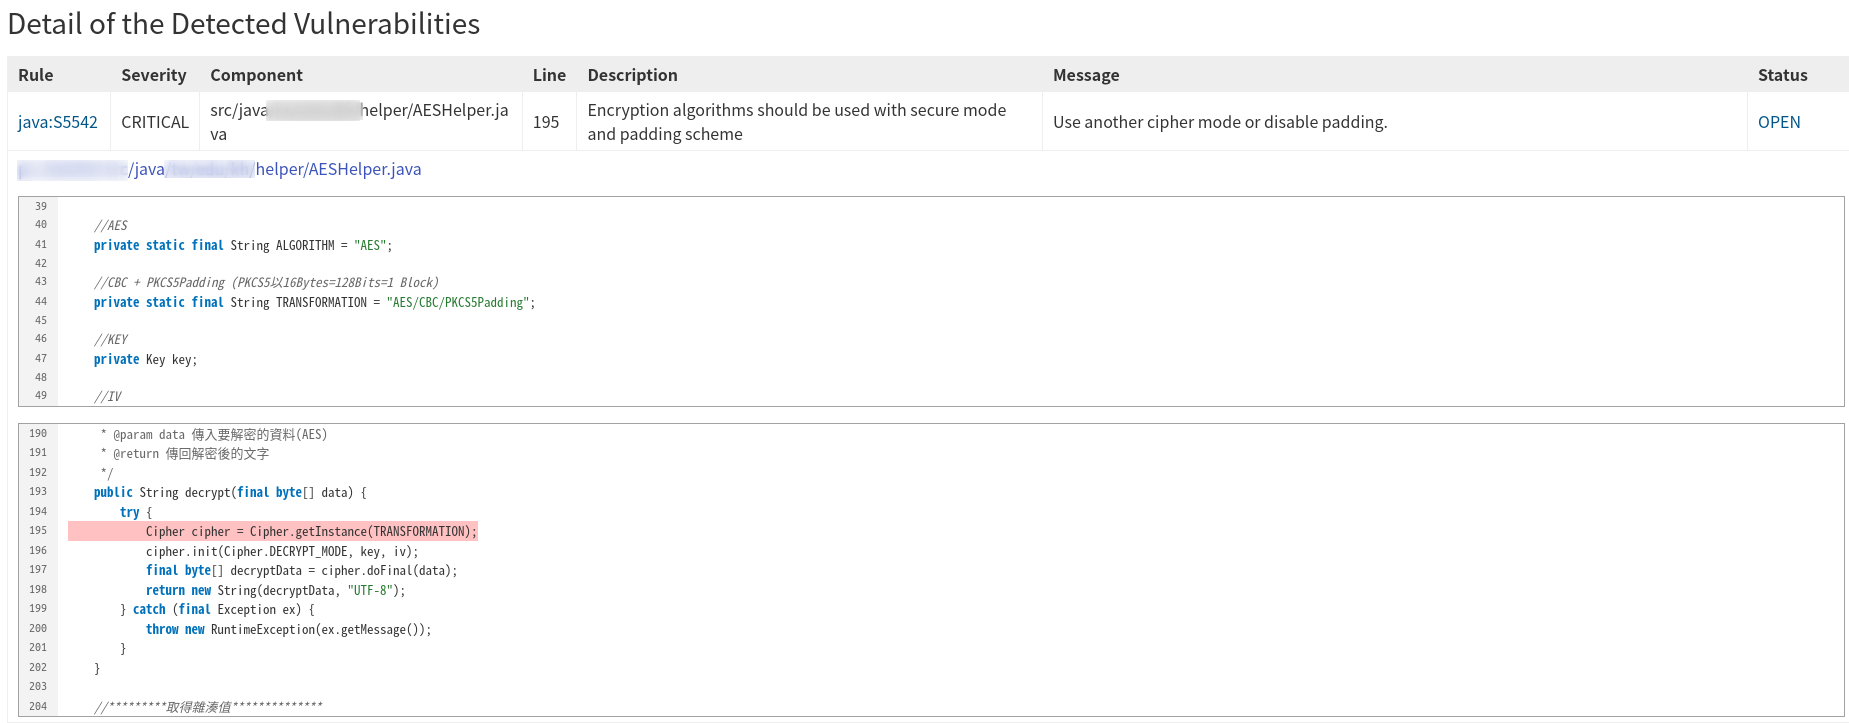 Detail of the Detected Vulnerabilities
Rule Severity Component Line Description Message Status
java:S5542 CRITICAL src/java helper/AESHelper.ja
va 195 Encryption algorithms should be used with secure mode
and padding scheme Use another cipher mode or disable padding. OPEN
/java helper/AESHelper.java
39
40 //AES
41 private static final String ALGORITHM = "AES";
42
43 //CBC + PKCS5Padding (PKCS5以16Bytes=128Bits=1 Block)
44 private static final String TRANSFORMATION = "AES/CBC/PKCS5Padding";
45
46 //KEY
47 private Key key;
48
49 //IV
190 * @param data 傳入要解密的資料(AES)
191 * @return 傳回解密後的文字
192 */
193 public String decrypt(final byte[] data) {
194 try {
195 Cipher cipher = Cipher.getInstance(TRANSFORMATION);
196 cipher.init(Cipher.DECRYPT_MODE, key, iv);
197 final byte[] decryptData = cipher.doFinal(data);
198 return new String(decryptData, "UTF-8");
199 } catch (final Exception ex) {
200 throw new RuntimeException(ex.getMessage());
201 }
202 }
203
204 //*********取得雜湊值**************